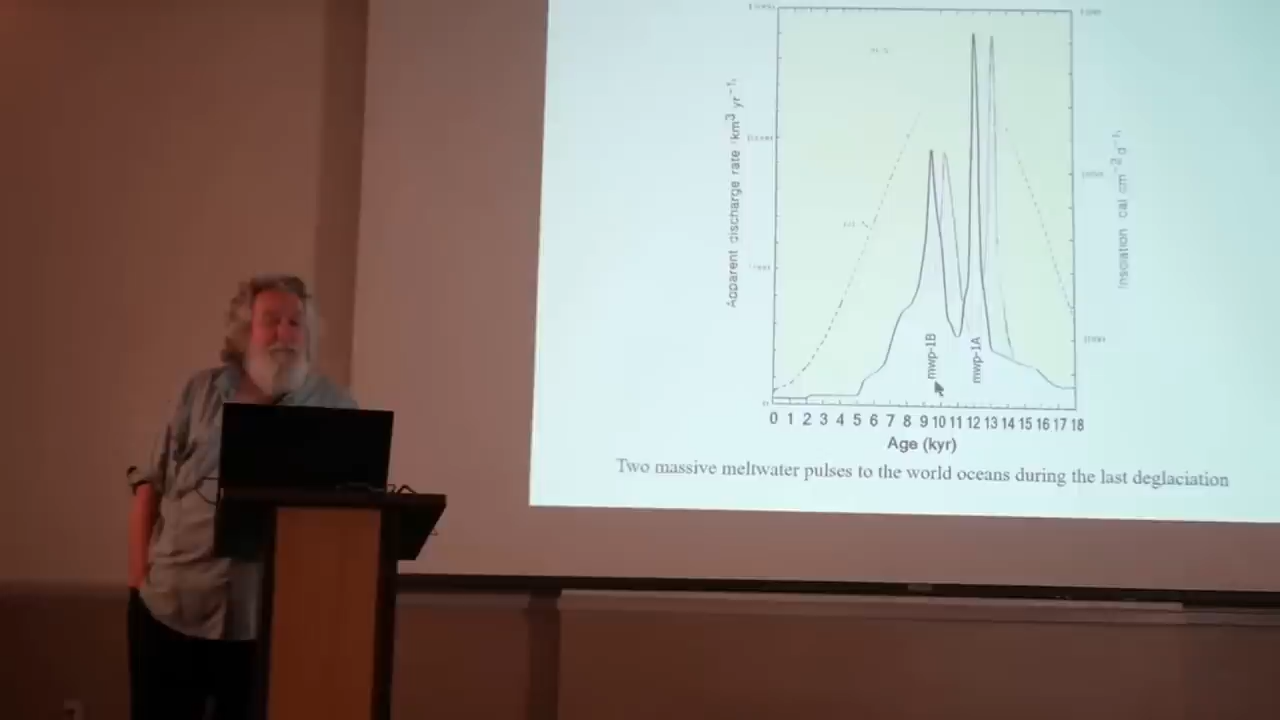 Apparent discharge rate km³ yr⁻¹
Insolation cal cm⁻² d⁻¹
mwp-1B
mwp-1A
0 1 2 3 4 5 6 7 8 9 10 11 12 13 14 15 16 17 18
Age (kyr)
Two massive meltwater pulses to the world oceans during the last deglaciation